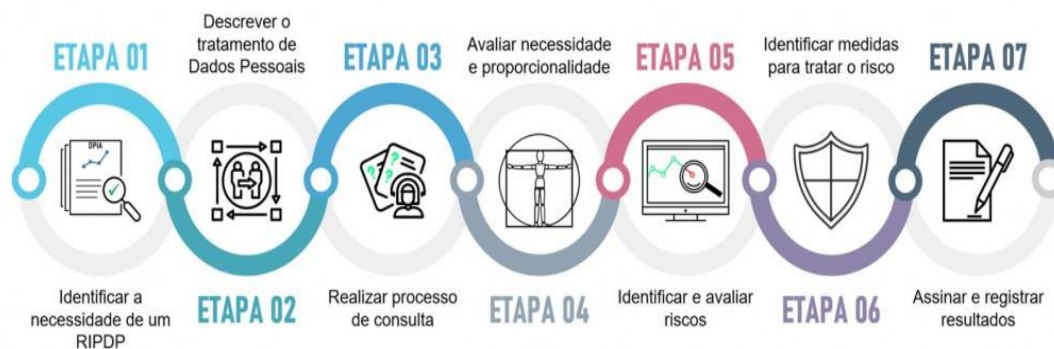 ETAPA 01
DPIA
Identificar a
necessidade de um
RIPDP
Descrever o
tratamento de
Dados Pessoais
ETAPA 02
ETAPA 03
? ?
Realizar processo
de consulta
Avaliar necessidade
e proporcionalidade
ETAPA 04
ETAPA 05
Identificar e avaliar
riscos
Identificar medidas
para tratar o risco
ETAPA 06
ETAPA 07
Assinar e registrar
resultados